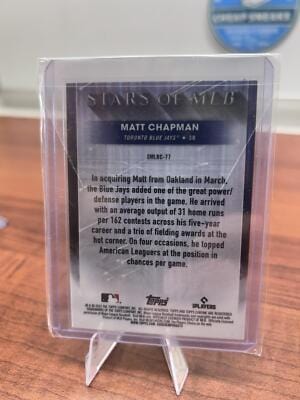 CHEAP SNEAKS
STARS OF MLB
MATT CHAPMAN
TORONTO BLUE JAYS • 3B
SMLBC-77
In acquiring Matt from Oakland in March,
the Blue Jays added one of the great power/
defense players in the game. He arrived
with an average output of 31 home runs
per 162 contests across his five-year
career and a trio of fielding awards at the
hot corner. On four occasions, he topped
American Leaguers at the position in
chances per game.
topps
PLAYERS